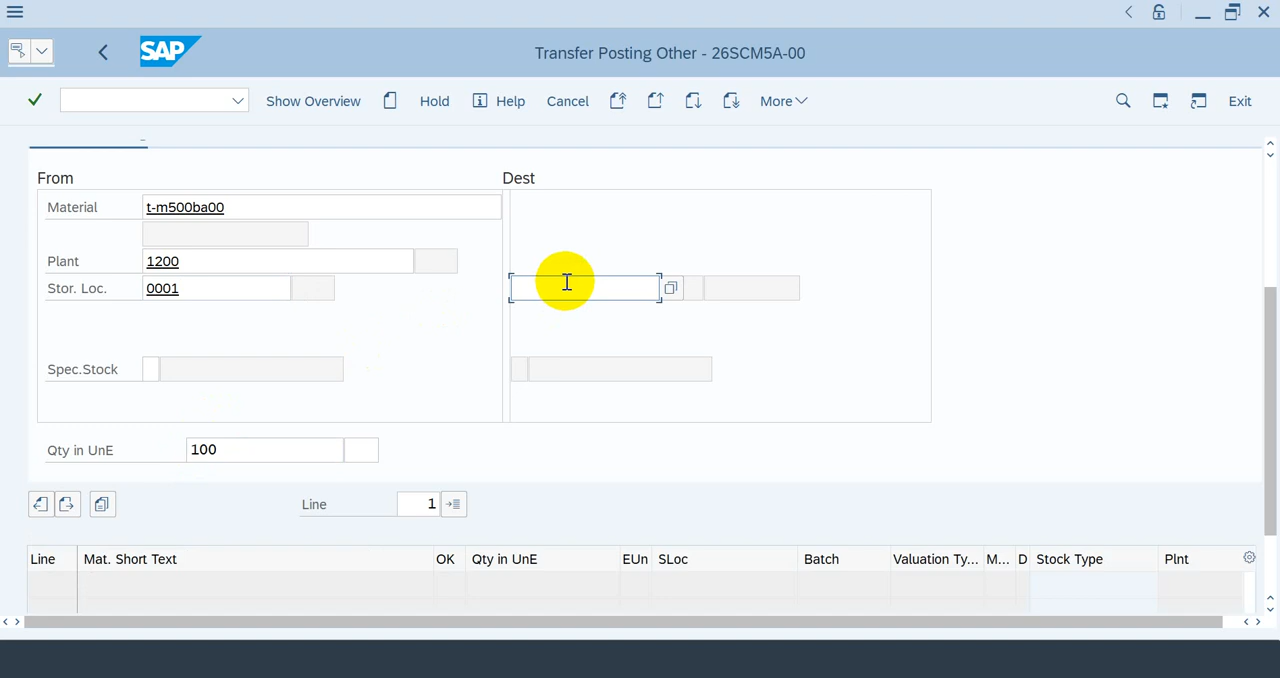 SAP
Transfer Posting Other - 26SCM5A-00
Show Overview Hold Help Cancel More Exit
From Dest
Material t-m500ba00
Plant 1200
Stor. Loc. 0001
Spec.Stock
Qty in UnE 100
Line 1
Line Mat. Short Text OK Qty in UnE EUn SLoc Batch Valuation Ty... M... D Stock Type Plnt